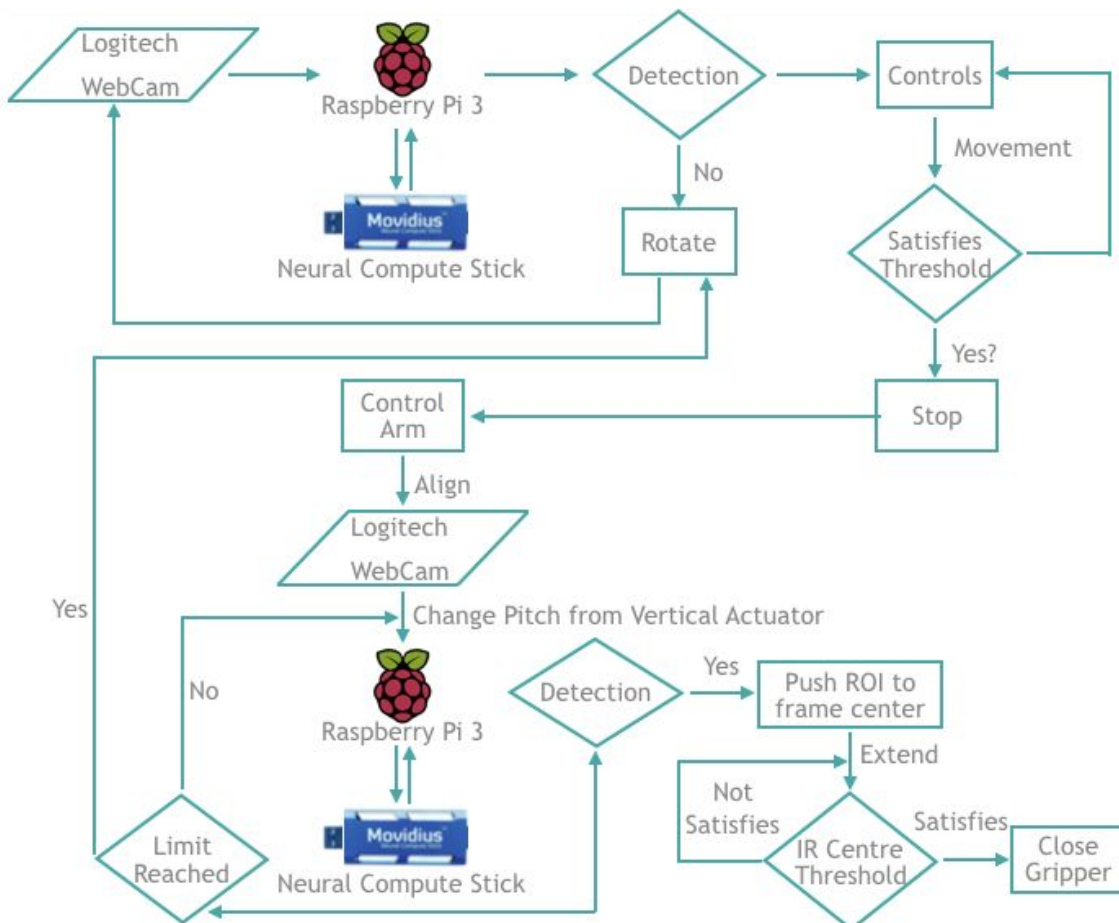 Logitech
WebCam
Raspberry Pi 3
Detection
Controls
Movement
No
Movidius™
Neural Compute Stick
Rotate
Satisfies
Threshold
Yes?
Control
Arm
Stop
Align
Logitech
WebCam
Yes
Change Pitch from Vertical Actuator
No
Raspberry Pi 3
Detection
Yes
Push ROI to
frame center
Extend
Not
Satisfies
Satisfies
Limit
Reached
Movidius™
Neural Compute Stick
IR Centre
Threshold
Close
Gripper